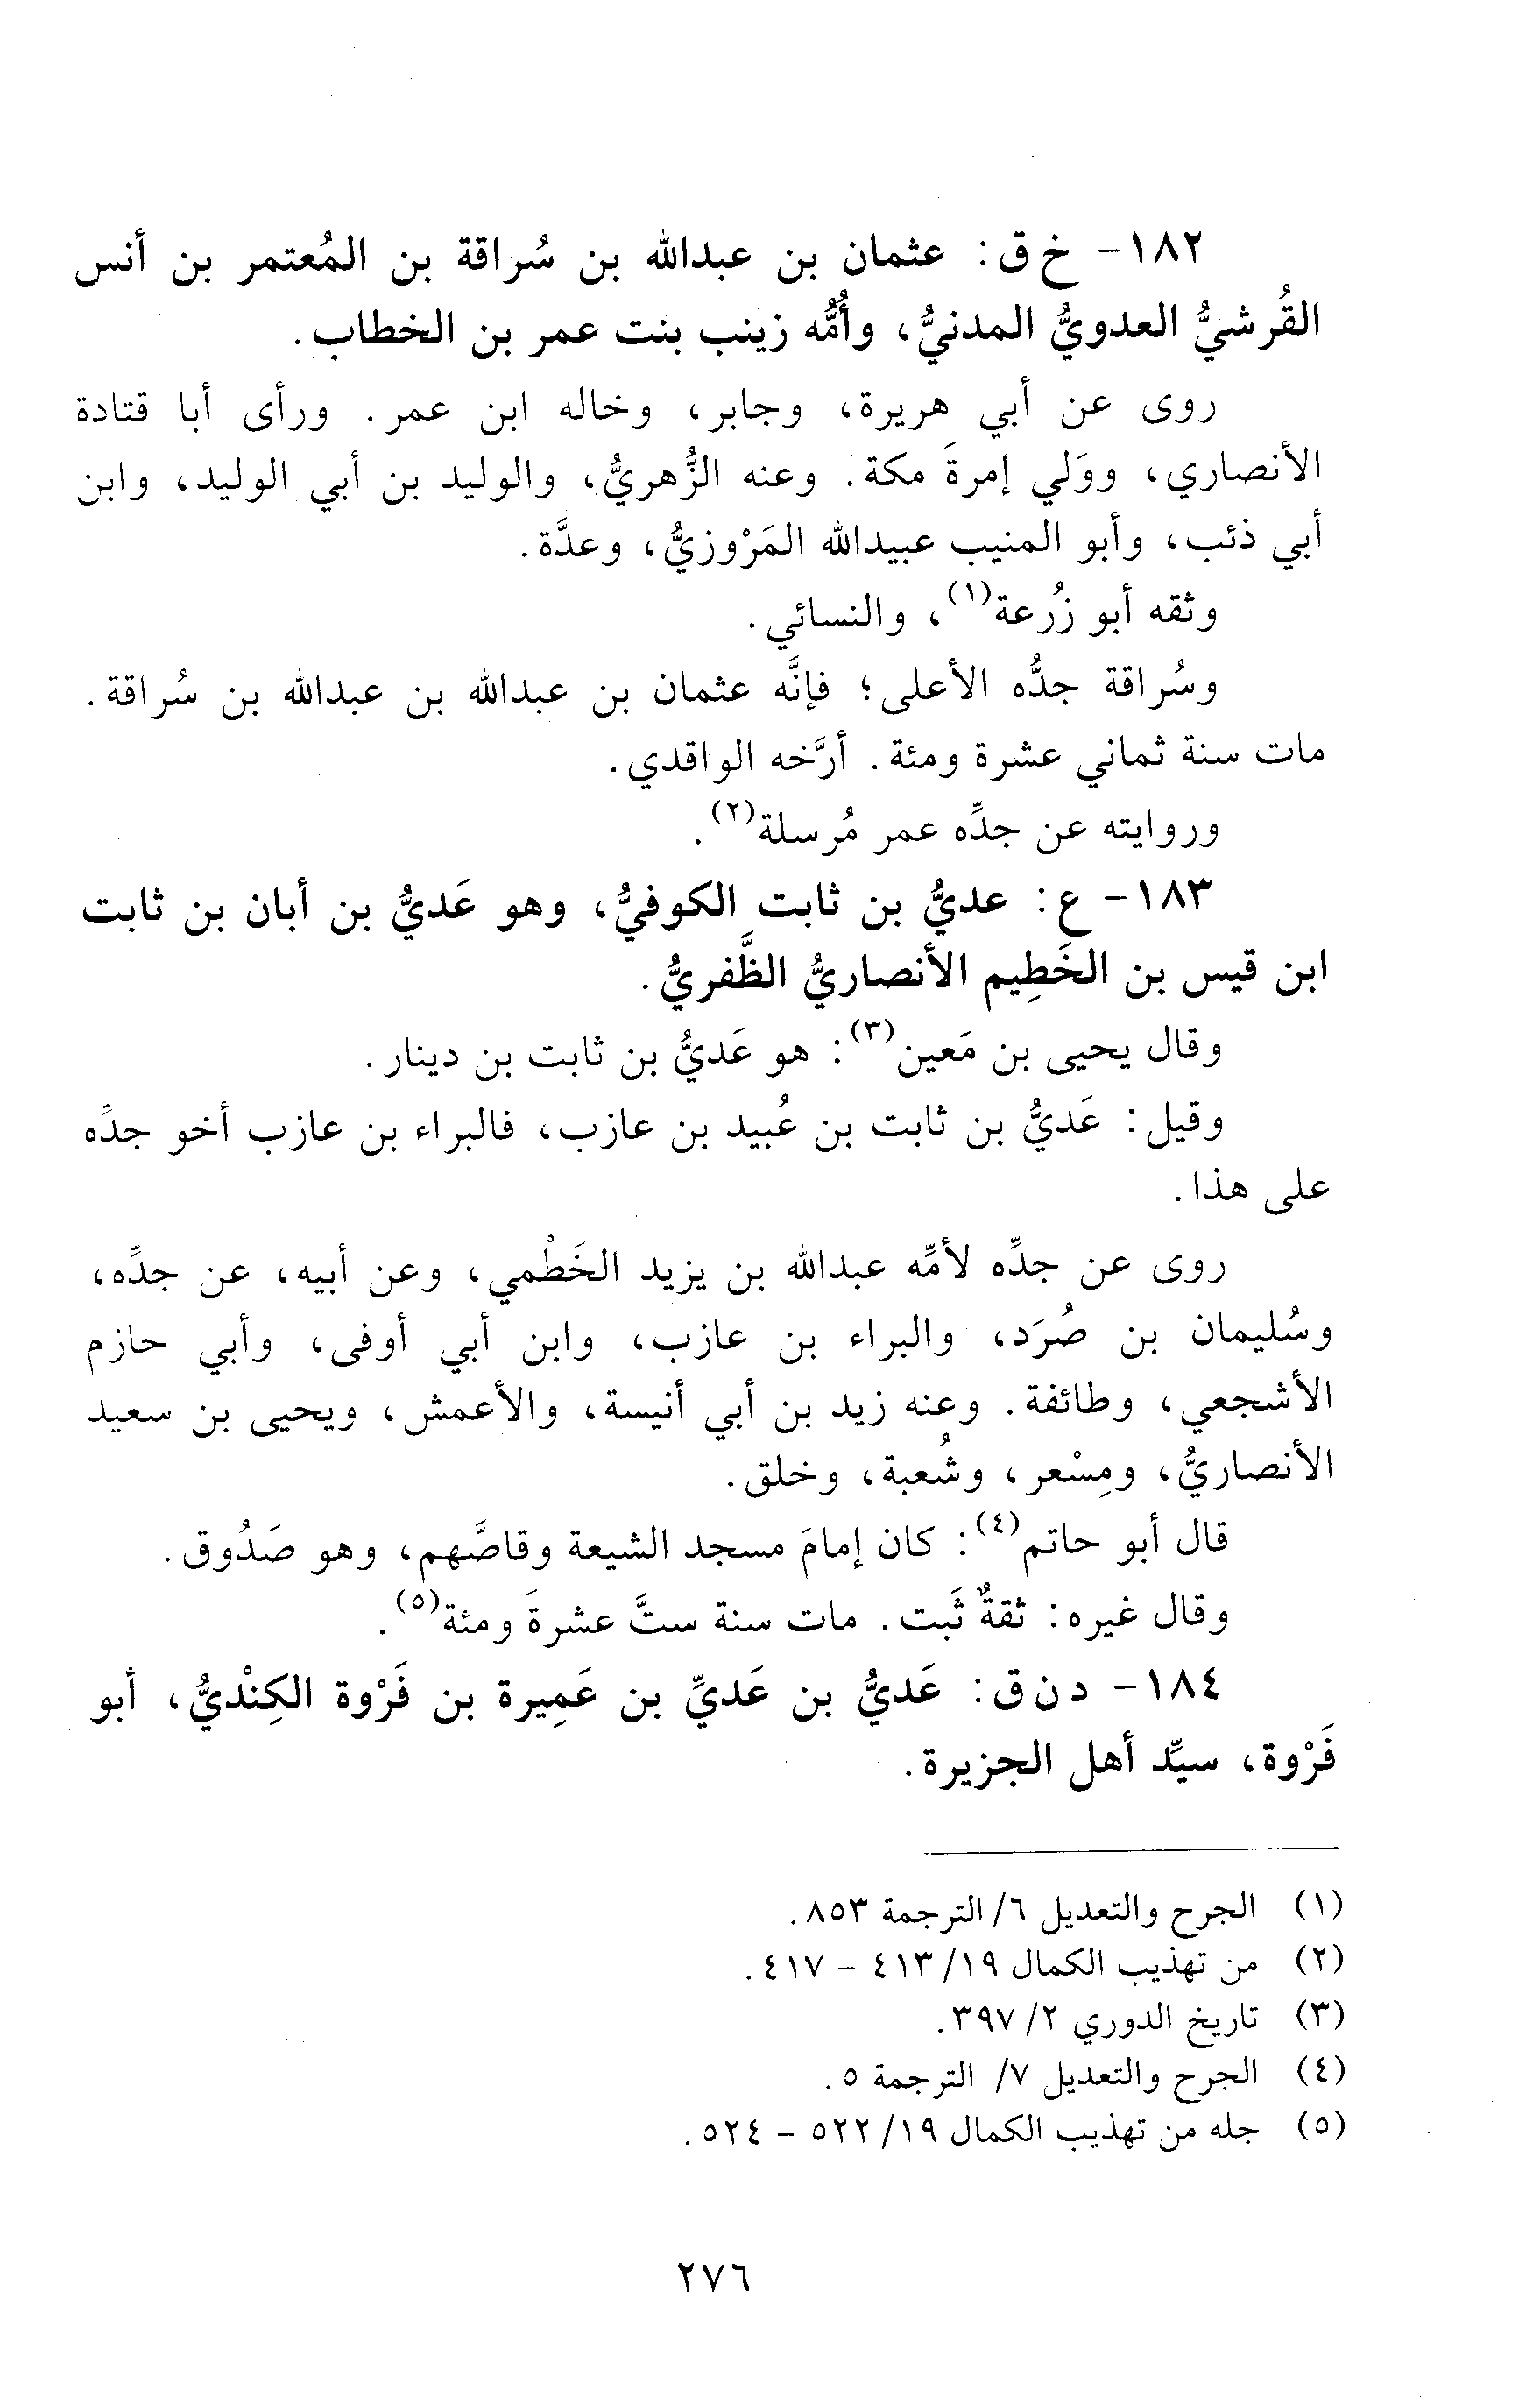 ١٨٢- خ ق: عثمان بن عبدالله بن سُراقة بن المُعتمر بن أنس
القُرشيُّ العدويُّ المدنيُّ، وأُمُّه زينب بنت عمر بن الخطاب.
روى عن أبي هريرة، وجابر، وخاله ابن عمر. ورأى أبا قتادة
الأنصاري، ووَلي إمرةَ مكة. وعنه الزُّهريُّ، والوليد بن أبي الوليد، وابن
أبي ذئب، وأبو المنيب عبيدالله المَرْوزيُّ، وعدَّة.
وثقه أبو زُرعة(١)، والنسائي.
وسُراقة جدُّه الأعلى؛ فإنَّه عثمان بن عبدالله بن عبدالله بن سُراقة.
مات سنة ثماني عشرة ومئة. أرَّخه الواقدي.
وروايته عن جدِّه عمر مُرسلة(٢).
١٨٣- ع: عديُّ بن ثابت الكوفيُّ، وهو عَديُّ بن أبان بن ثابت
ابن قيس بن الخَطِيم الأنصاريُّ الظَّفريُّ.
وقال يحيى بن مَعين(٣): هو عَديُّ بن ثابت بن دينار.
وقيل: عَديُّ بن ثابت بن عُبيد بن عازب، فالبراء بن عازب أخو جدِّه
على هذا.
روى عن جدِّه لأمِّه عبدالله بن يزيد الخَطْمي، وعن أبيه، عن جدِّه،
وسُليمان بن صُرَد، والبراء بن عازب، وابن أبي أوفى، وأبي حازم
الأشجعي، وطائفة. وعنه زيد بن أبي أنيسة، والأعمش، ويحيى بن سعيد
الأنصاريُّ، ومِسْعر، وشُعبة، وخلق.
قال أبو حاتم(٤): كان إمامَ مسجد الشيعة وقاصَّهم، وهو صَدُوق.
وقال غيره: ثقةٌ ثَبت. مات سنة ستَّ عشرةَ ومئة(٥).
١٨٤- د ن ق: عَديُّ بن عَديِّ بن عَمِيرة بن فَرْوة الكِنْديُّ، أبو
فَرْوة، سيِّد أهل الجزيرة.
(١) الجرح والتعديل ٦/ الترجمة ٨٥٣.
(٢) من تهذيب الكمال ١٩/ ٤١٣ - ٤١٧.
(٣) تاريخ الدوري ٢/ ٣٩٧.
(٤) الجرح والتعديل ٧/ الترجمة ٥.
(٥) جله من تهذيب الكمال ١٩/ ٥٢٢ - ٥٢٤.
٢٧٦